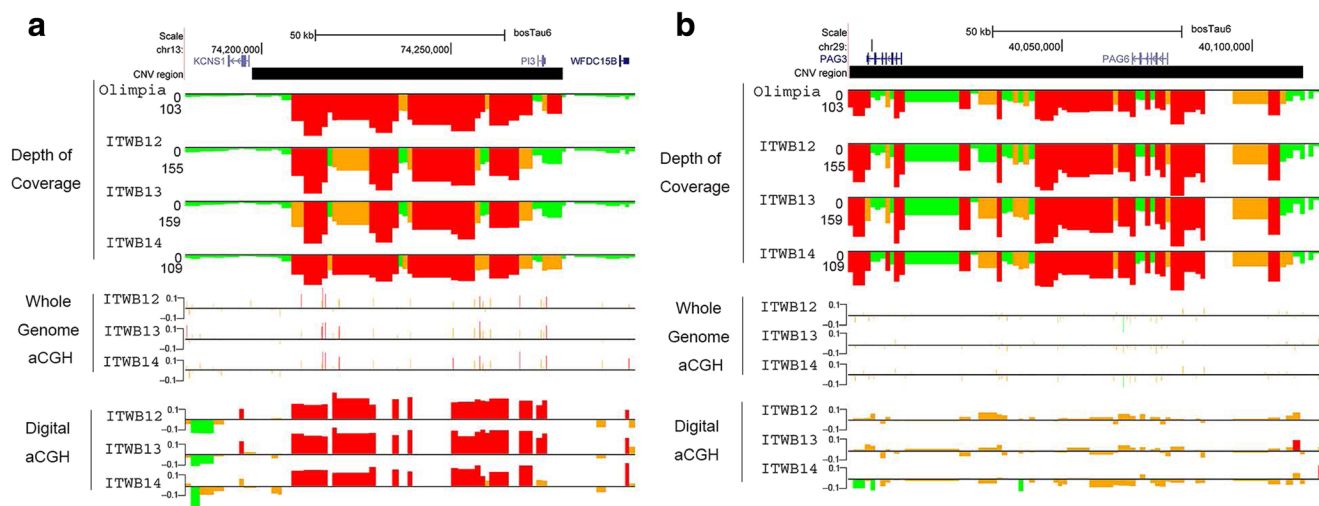 a
Scale 50 kb bosTau6
chr13: 74,200,000 74,250,000
KCNS1 PI3 WFDC15B
CNV region
Olimpia
0
103
ITWB12
0
155
ITWB13
0
159
ITWB14
0
109
Depth of
Coverage
Whole
Genome
aCGH
ITWB12 0.1
-0.1
ITWB13 0.1
-0.1
ITWB14 0.1
-0.1
Digital
aCGH
ITWB12 0.1
-0.1
ITWB13 0.1
-0.1
ITWB14 0.1
-0.1
b
Scale 50 kb bosTau6
chr29: 40,050,000 40,100,000
PAG3 PAG6
CNV region
Olimpia
0
103
ITWB12
0
155
ITWB13
0
159
ITWB14
0
109
Depth of
Coverage
Whole
Genome
aCGH
ITWB12 0.1
-0.1
ITWB13 0.1
-0.1
ITWB14 0.1
-0.1
Digital
aCGH
ITWB12 0.1
-0.1
ITWB13 0.1
-0.1
ITWB14 0.1
-0.1